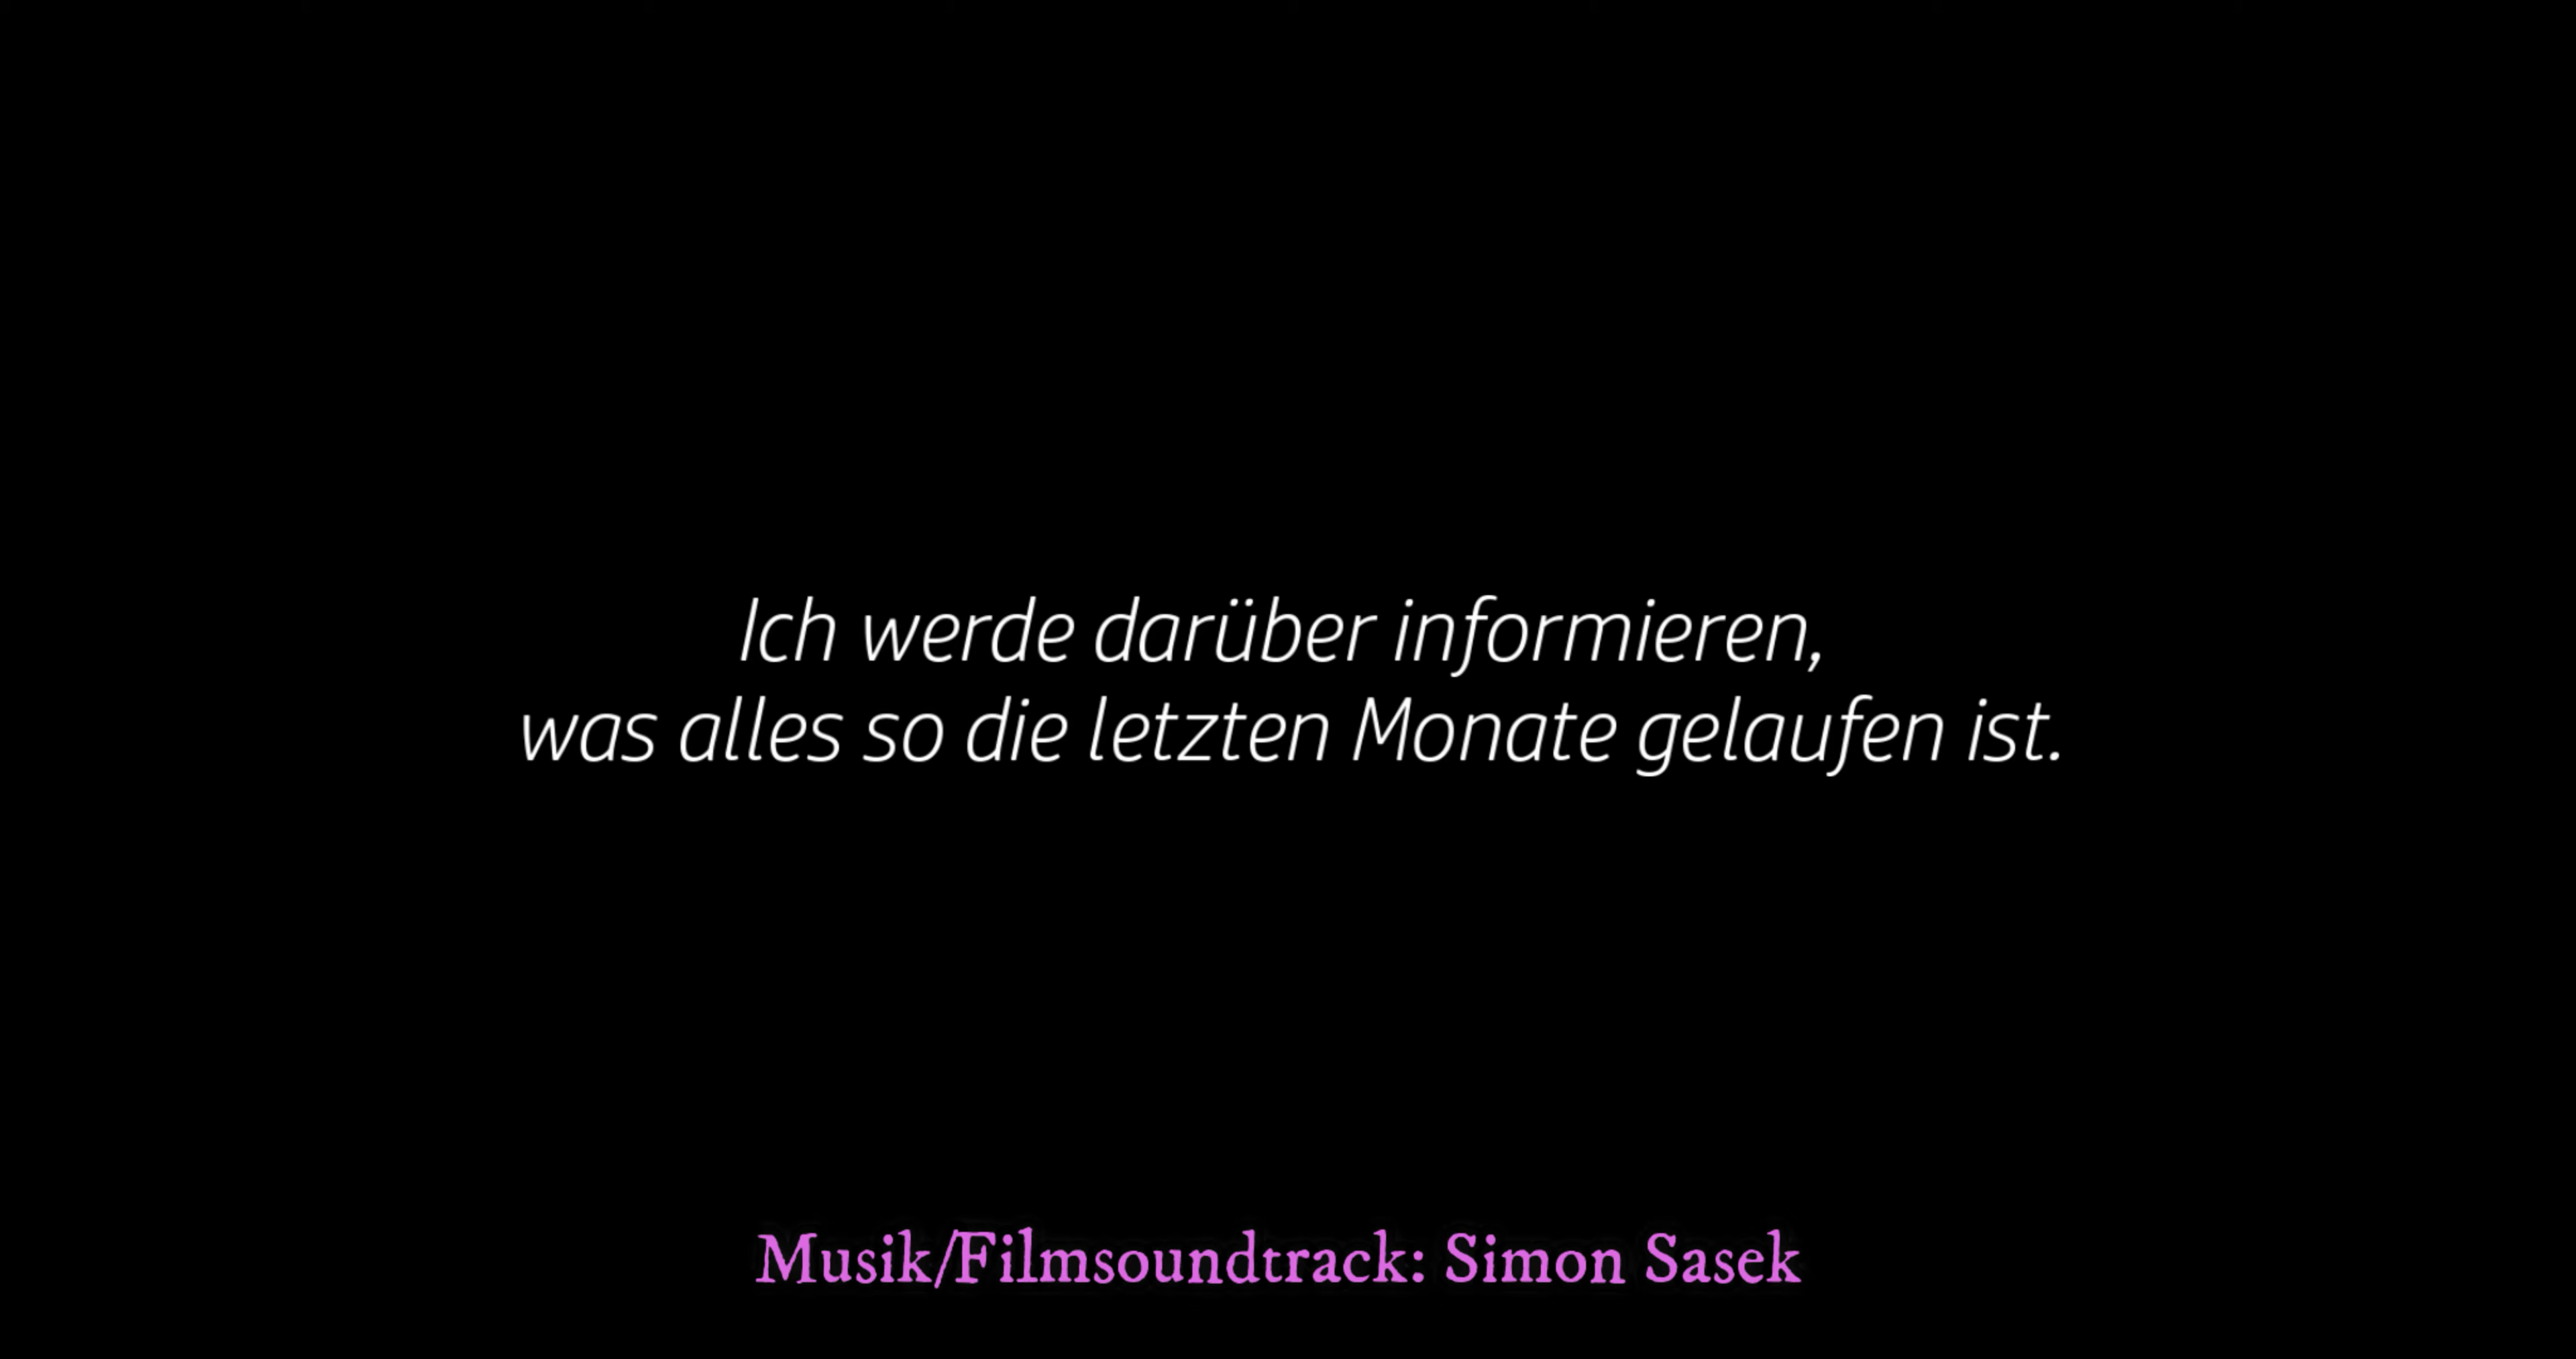 Ich werde darüber informieren,
was alles so die letzten Monate gelaufen ist.
Musik/Filmsoundtrack: Simon Sasek